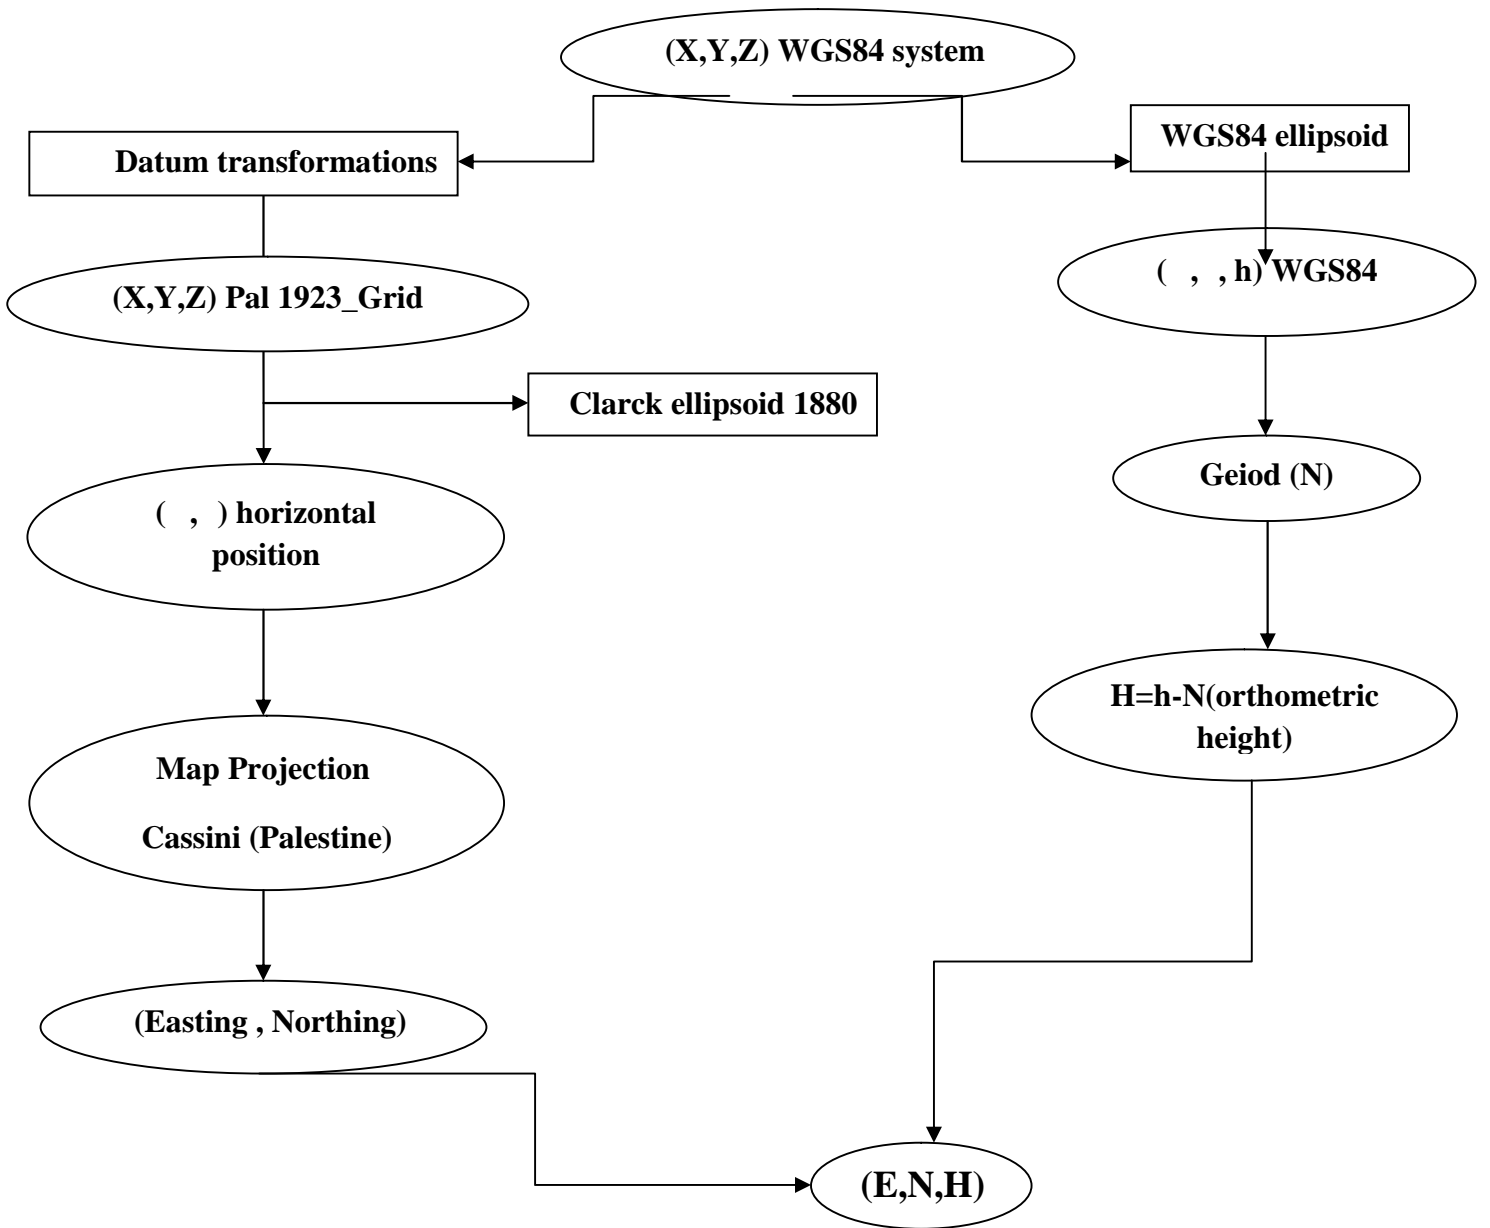 (X,Y,Z) WGS84 system
Datum transformations
WGS84 ellipsoid
(X,Y,Z) Pal 1923_Grid
( , , h) WGS84
Clarck ellipsoid 1880
Geiod (N)
( , ) horizontal
position
H=h-N(orthometric
height)
Map Projection
Cassini (Palestine)
(Easting , Northing)
(E,N,H)